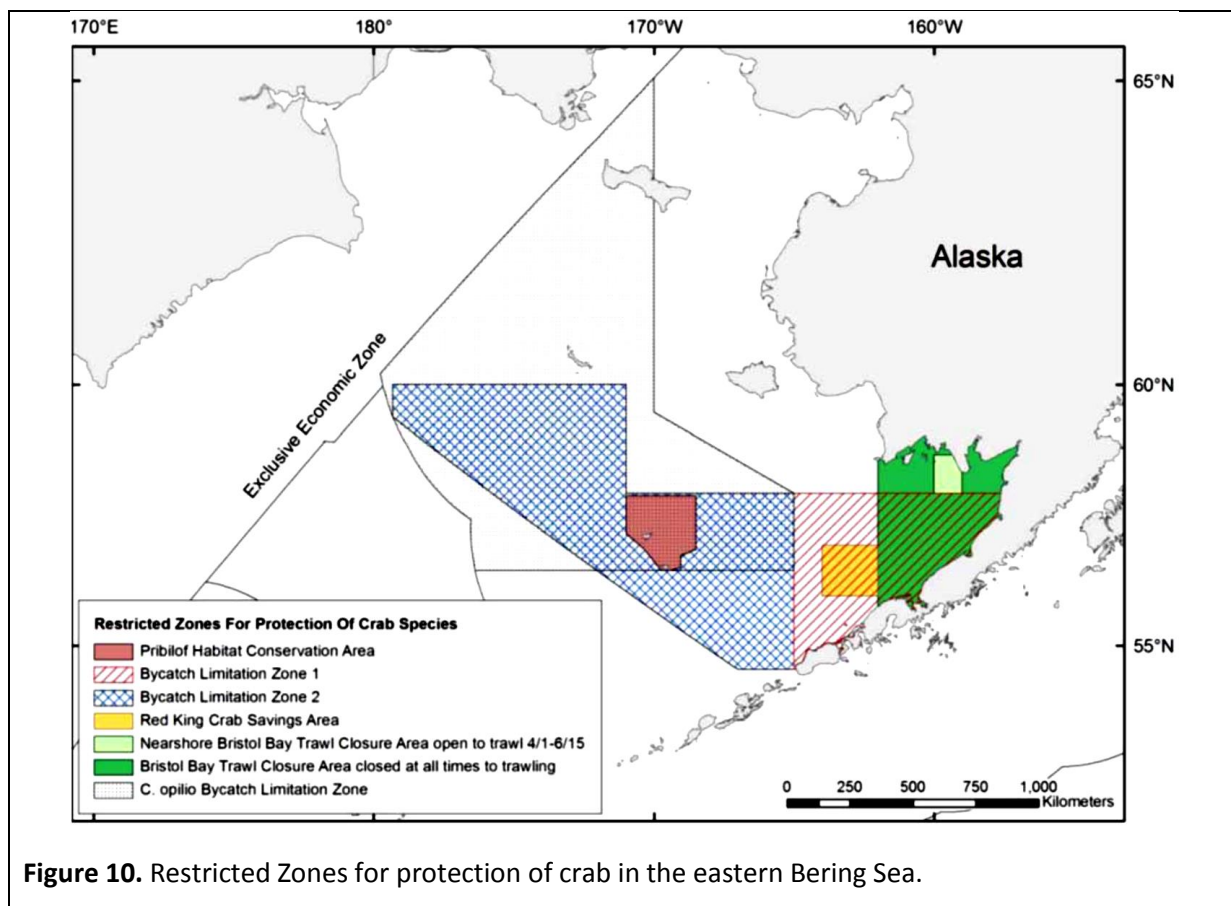 170°E 180° 170°W 160°W
65°N
Alaska
60°N
Exclusive Economic Zone
55°N
Restricted Zones For Protection Of Crab Species
Pribilof Habitat Conservation Area
Bycatch Limitation Zone 1
Bycatch Limitation Zone 2
Red King Crab Savings Area
Nearshore Bristol Bay Trawl Closure Area open to trawl 4/1-6/15
Bristol Bay Trawl Closure Area closed at all times to trawling
C. opilio Bycatch Limitation Zone
0 250 500 750 1,000
Kilometers
Figure 10. Restricted Zones for protection of crab in the eastern Bering Sea.